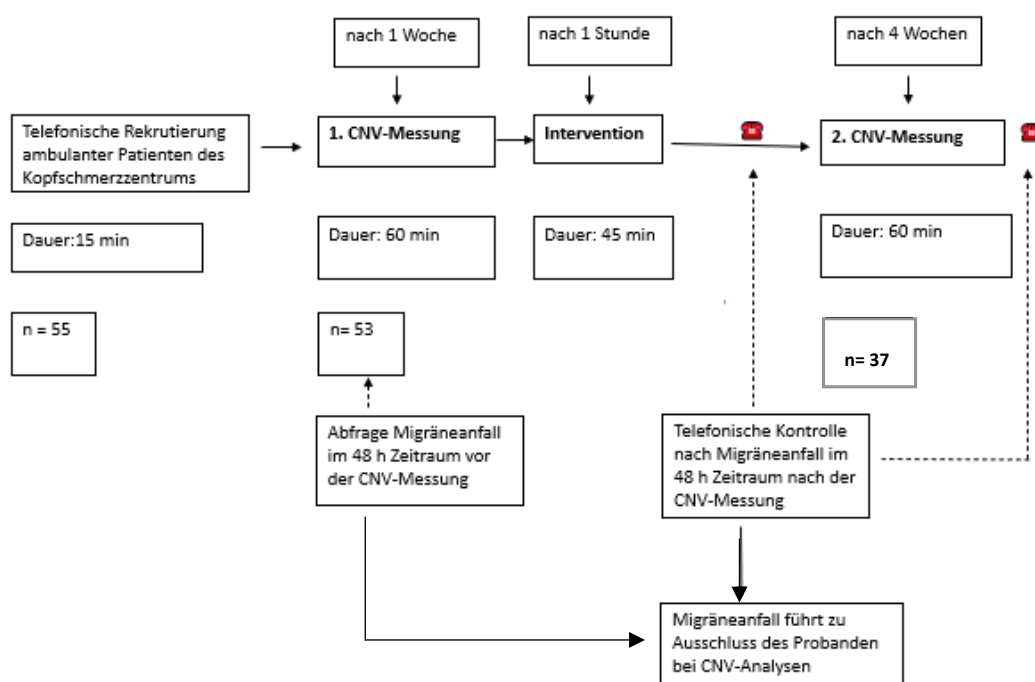 nach 1 Woche
nach 1 Stunde
nach 4 Wochen
Telefonische Rekrutierung
ambulanter Patienten des
Kopfschmerzzentrums
1. CNV-Messung
Intervention
2. CNV-Messung
Dauer:15 min
Dauer: 60 min
Dauer: 45 min
Dauer: 60 min
n = 55
n= 53
n= 37
Abfrage Migräneanfall
im 48 h Zeitraum vor
der CNV-Messung
Telefonische Kontrolle
nach Migräneanfall im
48 h Zeitraum nach der
CNV-Messung
Migräneanfall führt zu
Ausschluss des Probanden
bei CNV-Analysen